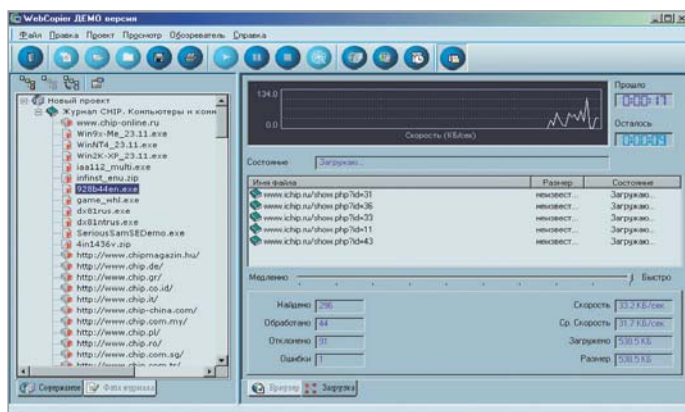 WebCopier ДЕМО версия
Файл Правка Проект Просмотр Обозреватель Справка
Новый проект
Журнал CHIP. Компьютеры и комм
www.chip-online.ru
Win9x-Me_23.11.exe
WinNT4_23.11.exe
Win2K-XP_23.11.exe
iaa112_multi.exe
infinst_enu.zip
928b44en.exe
game_whl.exe
dx81rus.exe
dx81ntrus.exe
SeriousSamSEDemo.exe
4in1436v.zip
http://www.chipmagazin.hu/
http://www.chip.de/
http://www.chip.gr/
http://www.chip.co.id/
http://www.chip.it/
http://www.chip-china.com/
http://www.chip.com.my/
http://www.chip.pl/
http://www.chip.ro/
http://www.chip.com.sg/
http://www.chip.com.tr/
Содержание Файл журнала
134.0
0.0
Скорость (КБ/сек)
Прошло
0:00:17
Осталось
0:00:09
Состояние Загружаю...
Имя файла Размер Состояние
www.ichip.ru/show.php?id=31 неизвест... Загружаю...
www.ichip.ru/show.php?id=36 неизвест... Загружаю...
www.ichip.ru/show.php?id=33 неизвест... Загружаю...
www.ichip.ru/show.php?id=11 неизвест... Загружаю...
www.ichip.ru/show.php?id=43 неизвест... Загружаю...
Медленно Быстро
Найдено 296 Скорость 33.2 КБ/сек.
Обработано 44 Ср. Скорость 31.7 КБ/сек.
Отклонено 91 Загружено 538.5 КБ
Ошибки 1 Размер 538.5 КБ
Браузер Загрузка